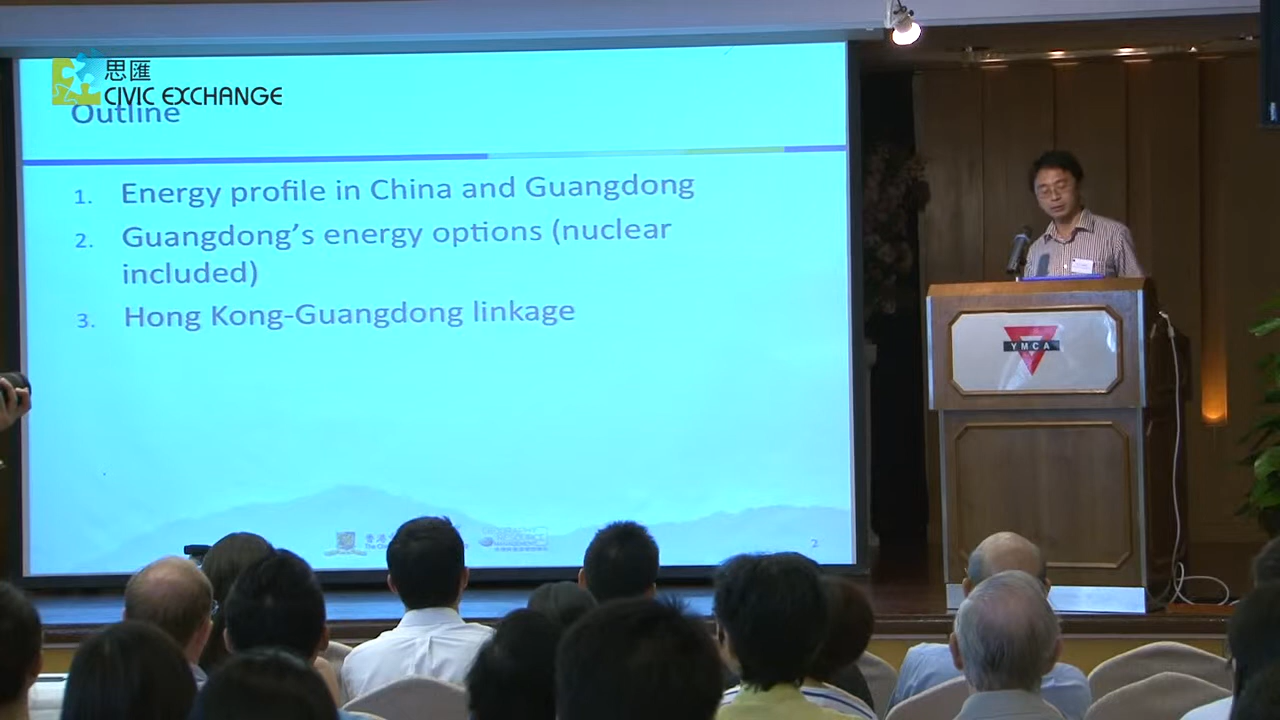 思匯
CIVIC EXCHANGE
Outline
1. Energy profile in China and Guangdong
2. Guangdong's energy options (nuclear
included)
3. Hong Kong-Guangdong linkage
YMCA
2